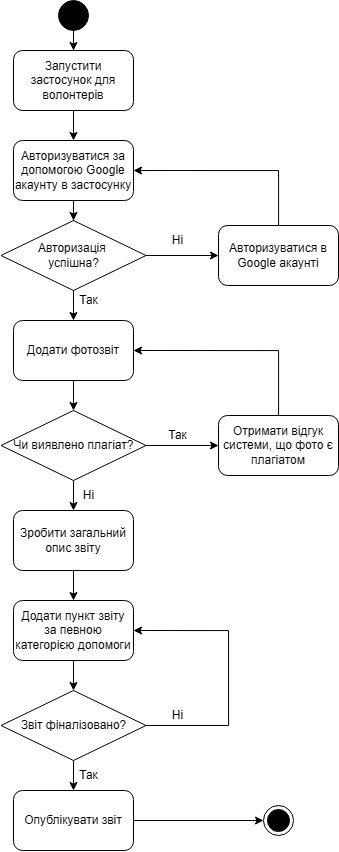 Запустити
застосунок для
волонтерів
Авторизуватися за
допомогою Google
акаунту в застосунку
Авторизація
успішна?
Ні
Авторизуватися в
Google акаунті
Так
Додати фотозвіт
Чи виявлено плагіат?
Так
Отримати відгук
системи, що фото є
плагіатом
Ні
Зробити загальний
опис звіту
Додати пункт звіту
за певною
категорією допомоги
Звіт фіналізовано?
Ні
Так
Опублікувати звіт